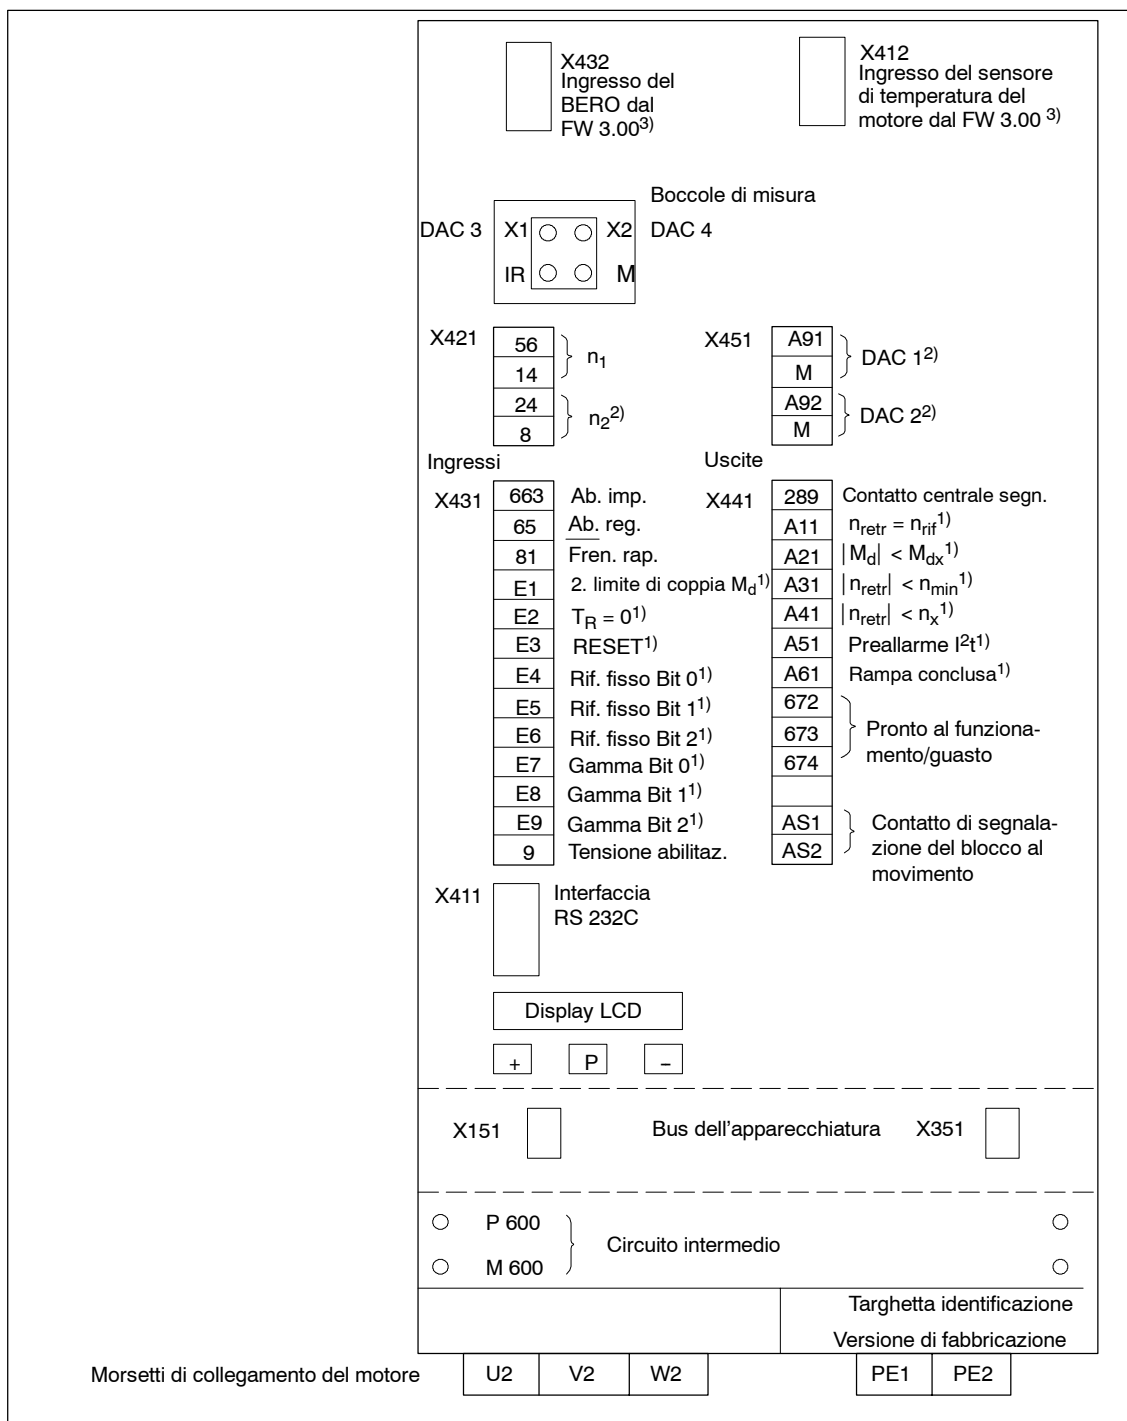 X432
Ingresso del
BERO dal
FW 3.00³⁾
X412
Ingresso del sensore
di temperatura del
motore dal FW 3.00 ³⁾
Boccole di misura
DAC 3 X1 X2 DAC 4
IR M
X421
56
14
n₁
24
8
n₂²⁾
X451
A91
M
DAC 1²⁾
A92
M
DAC 2²⁾
Ingressi
X431
663 Ab. imp.
65 Ab. reg.
81 Fren. rap.
E1 2. limite di coppia M_d¹⁾
E2 T_R = 0¹⁾
E3 RESET¹⁾
E4 Rif. fisso Bit 0¹⁾
E5 Rif. fisso Bit 1¹⁾
E6 Rif. fisso Bit 2¹⁾
E7 Gamma Bit 0¹⁾
E8 Gamma Bit 1¹⁾
E9 Gamma Bit 2¹⁾
9 Tensione abilitaz.
Uscite
X441
289 Contatto centrale segn.
A11 n_retr = n_rif¹⁾
A21 |M_d| < M_dx¹⁾
A31 |n_retr| < n_min¹⁾
A41 |n_retr| < n_x¹⁾
A51 Preallarme I²t¹⁾
A61 Rampa conclusa¹⁾
672
673
674
Pronto al funziona-
mento/guasto
AS1
AS2
Contatto di segnala-
zione del blocco al
movimento
X411
Interfaccia
RS 232C
Display LCD
+ P −
X151 Bus dell'apparecchiatura X351
P 600
M 600
Circuito intermedio
Targhetta identificazione
Versione di fabbricazione
Morsetti di collegamento del motore U2 V2 W2 PE1 PE2